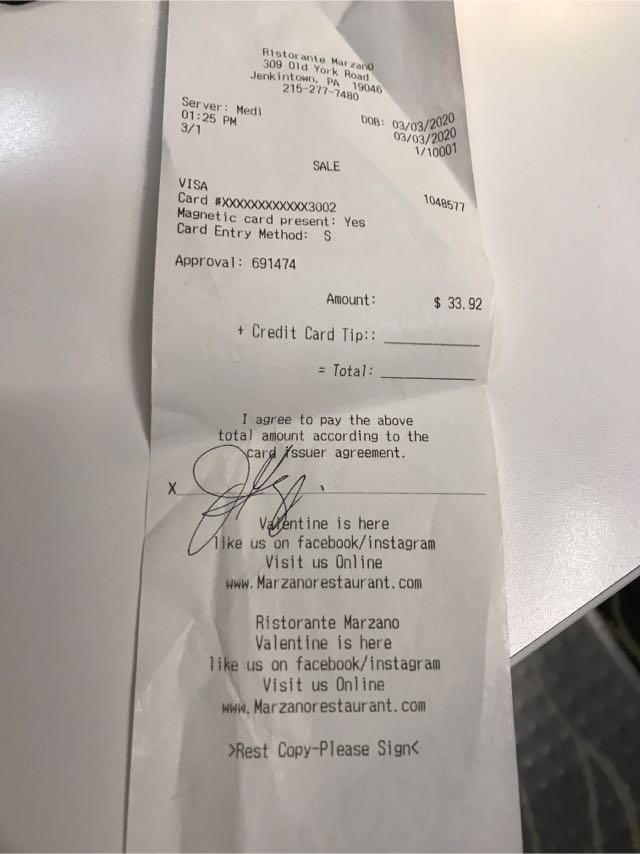 Ristorante Marzano
309 Old York Road
Jenkintown, PA 19046
215-277-7480
Server: Medi DOB: 03/03/2020
01:25 PM 03/03/2020
3/1 1/10001
SALE
VISA 1048577
Card #XXXXXXXXXXXX3002
Magnetic card present: Yes
Card Entry Method: S
Approval: 691474
Amount: $ 33.92
+ Credit Card Tip::
= Total:
I agree to pay the above
total amount according to the
card issuer agreement.
X
Valentine is here
like us on facebook/instagram
Visit us Online
www.Marzanorestaurant.com
Ristorante Marzano
Valentine is here
like us on facebook/instagram
Visit us Online
www.Marzanorestaurant.com
>Rest Copy-Please Sign<